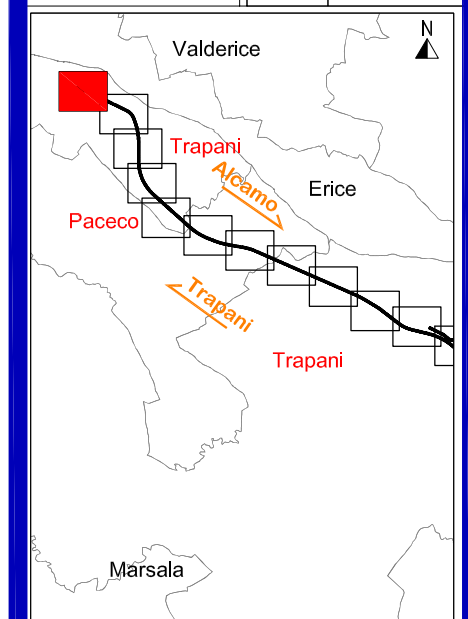 N
Valderice
Trapani
Alcamo
Erice
Paceco
Trapani
Trapani
Marsala